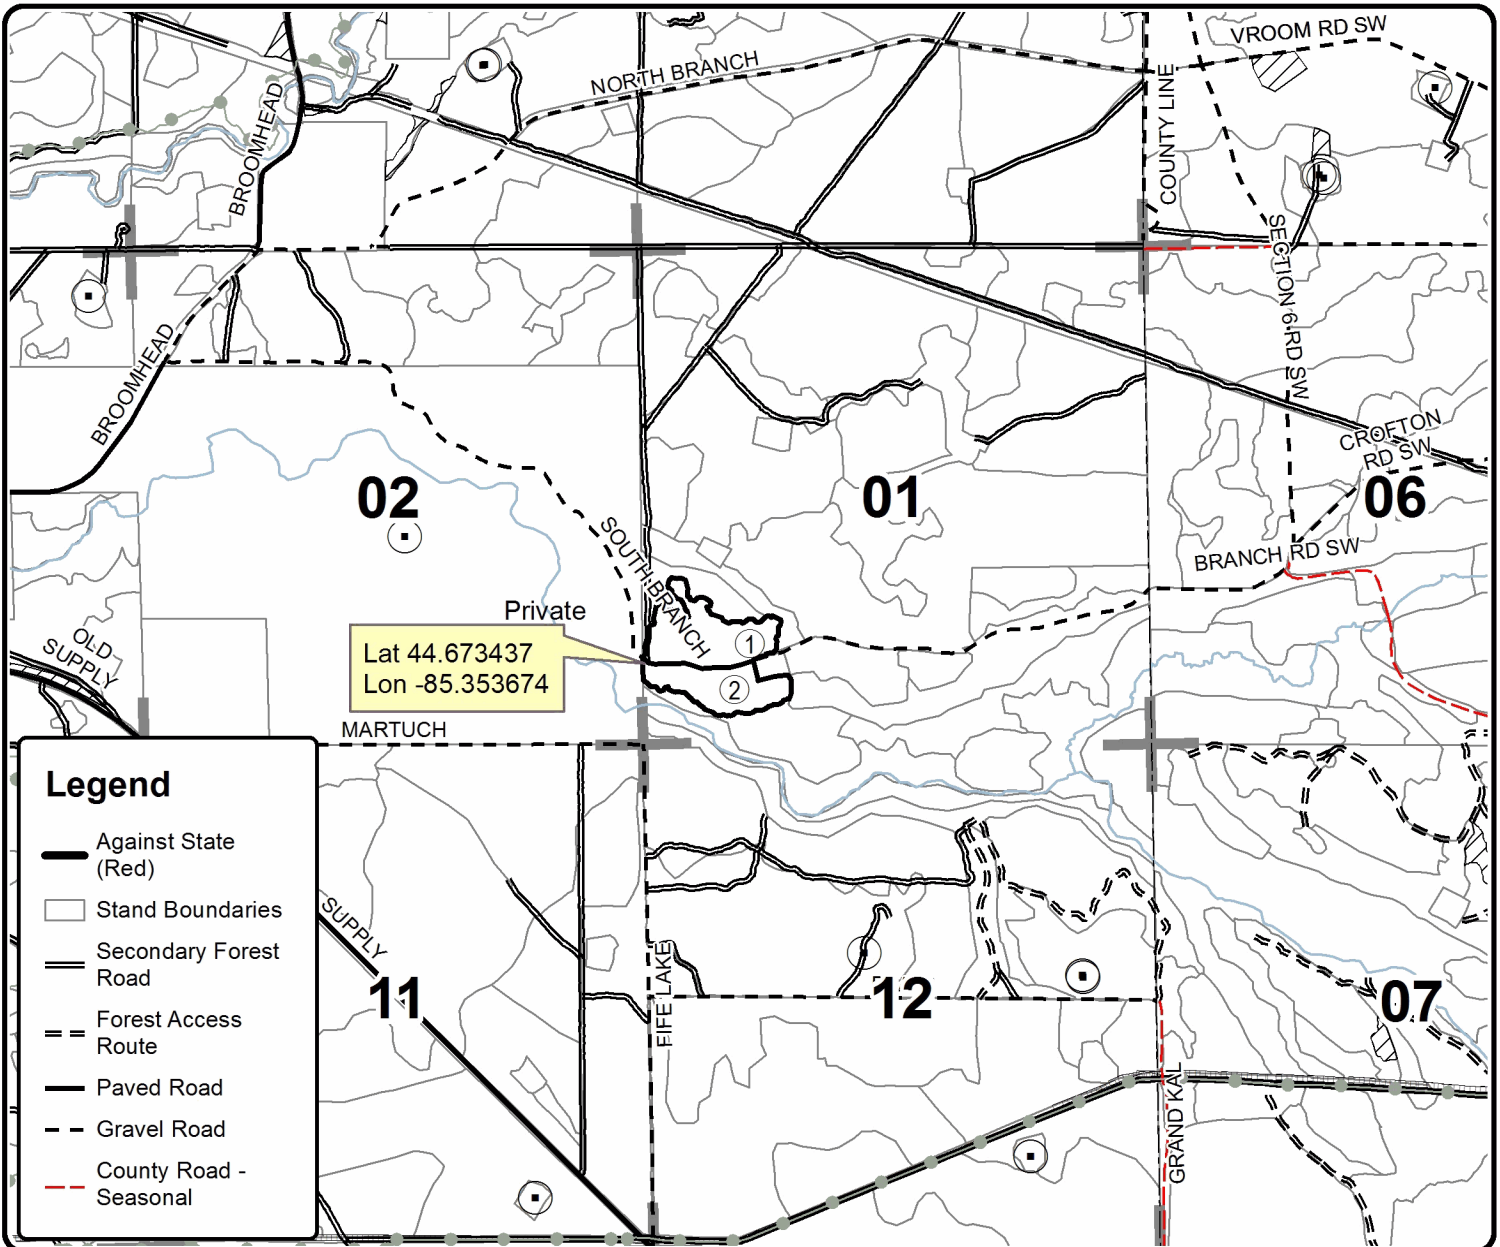 VROOM RD SW
NORTH BRANCH
COUNTY LINE
BROOMHEAD
SECTION 6 RD SW
BROOMHEAD
CROFTON
RD SW
02
01
06
SOUTH BRANCH
BRANCH RD SW
Private
Lat 44.673437
Lon -85.353674
1
2
OLD
SUPPLY
MARTUCH
Legend
Against State
(Red)
Stand Boundaries
Secondary Forest
Road
Forest Access
Route
Paved Road
Gravel Road
County Road -
Seasonal
SUPPLY
11
FIFE LAKE
12
07
GRAND KAL